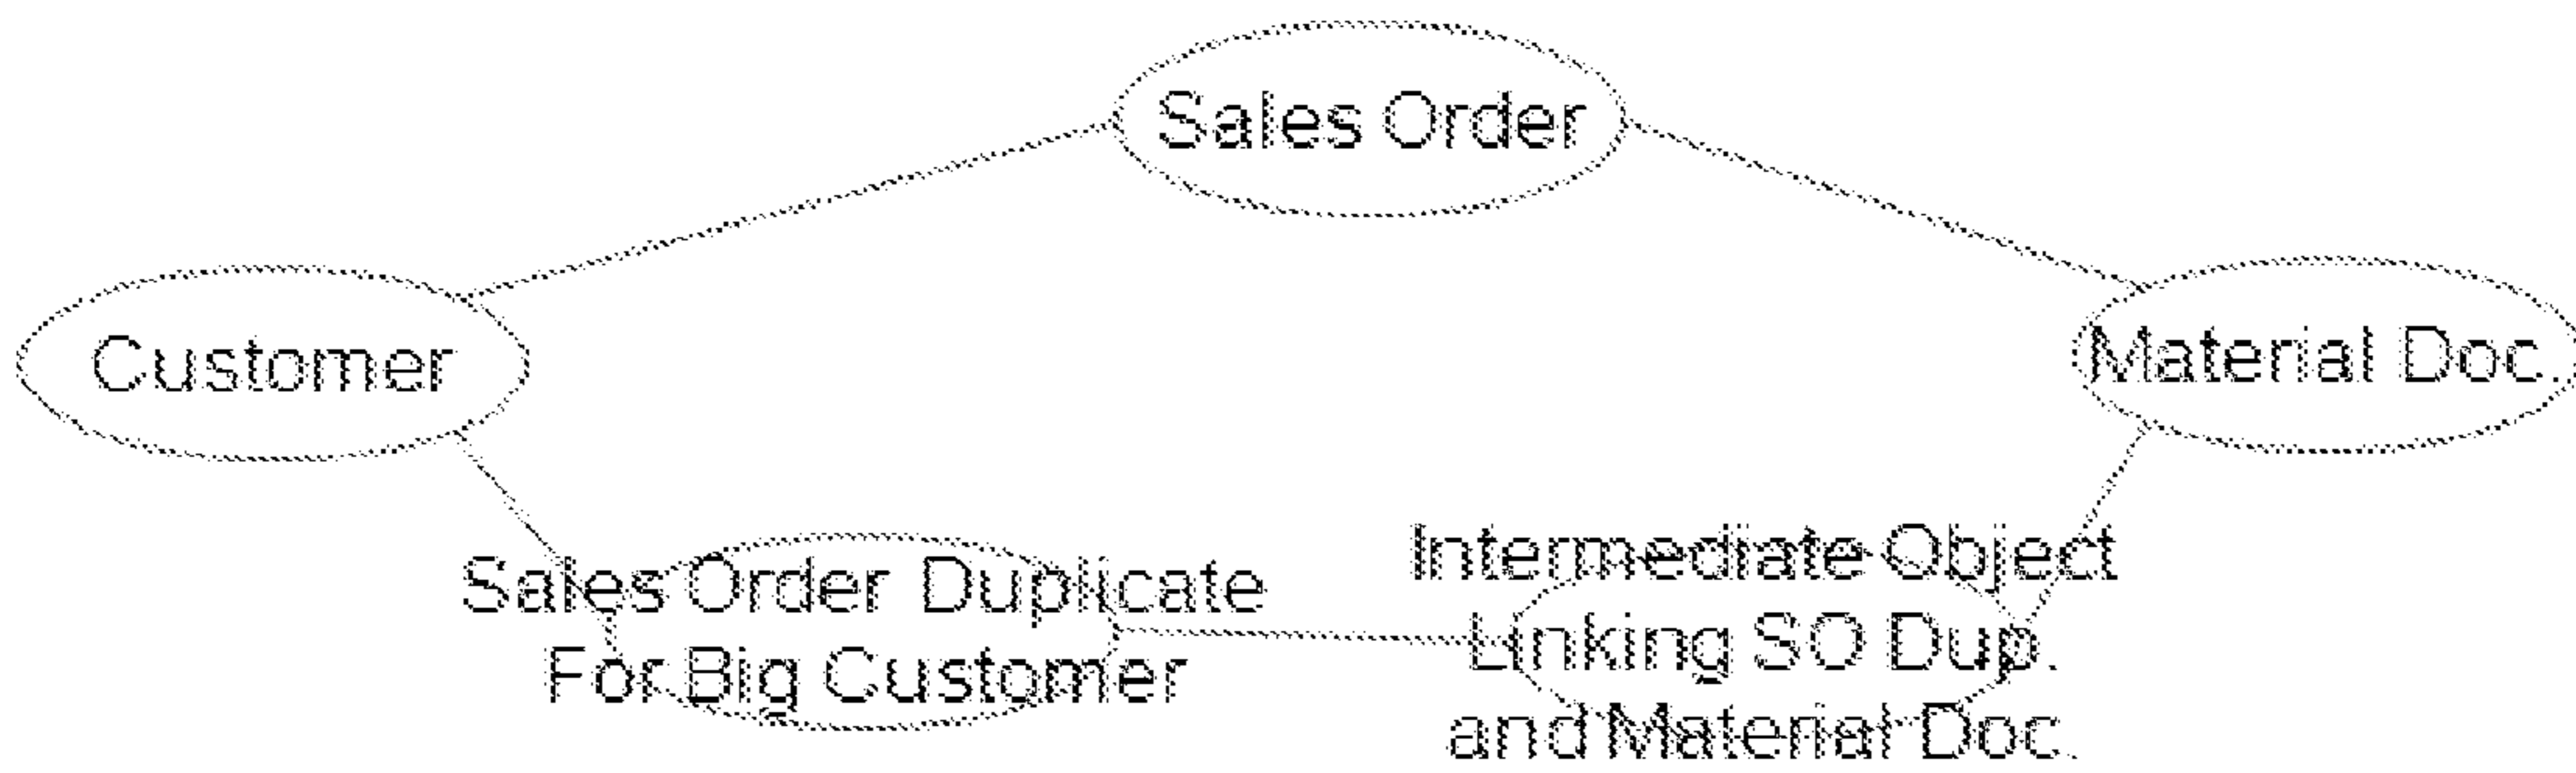 Sales Order
Customer
Material Doc.
Sales Order Duplicate
For Big Customer
Intermediate Object
Linking SO Dup.
and Material Doc.